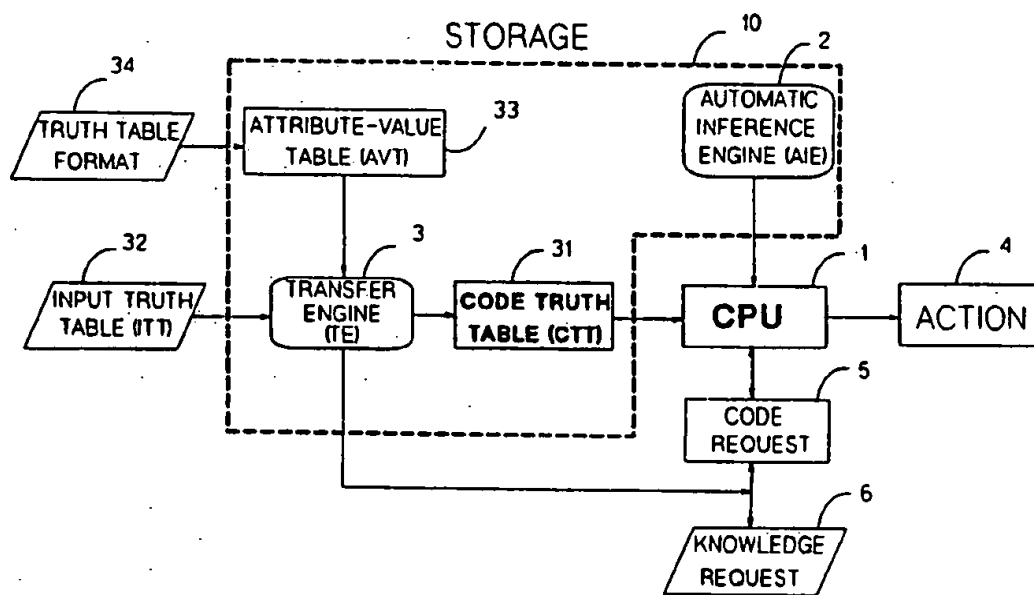 STORAGE
10
2
34
TRUTH TABLE
FORMAT
ATTRIBUTE-VALUE
TABLE (AVT)
33
AUTOMATIC
INFERENCE
ENGINE (AIE)
32
INPUT TRUTH
TABLE (ITT)
3
TRANSFER
ENGINE
(TE)
31
CODE TRUTH
TABLE (CTT)
1
CPU
4
ACTION
5
CODE
REQUEST
6
KNOWLEDGE
REQUEST